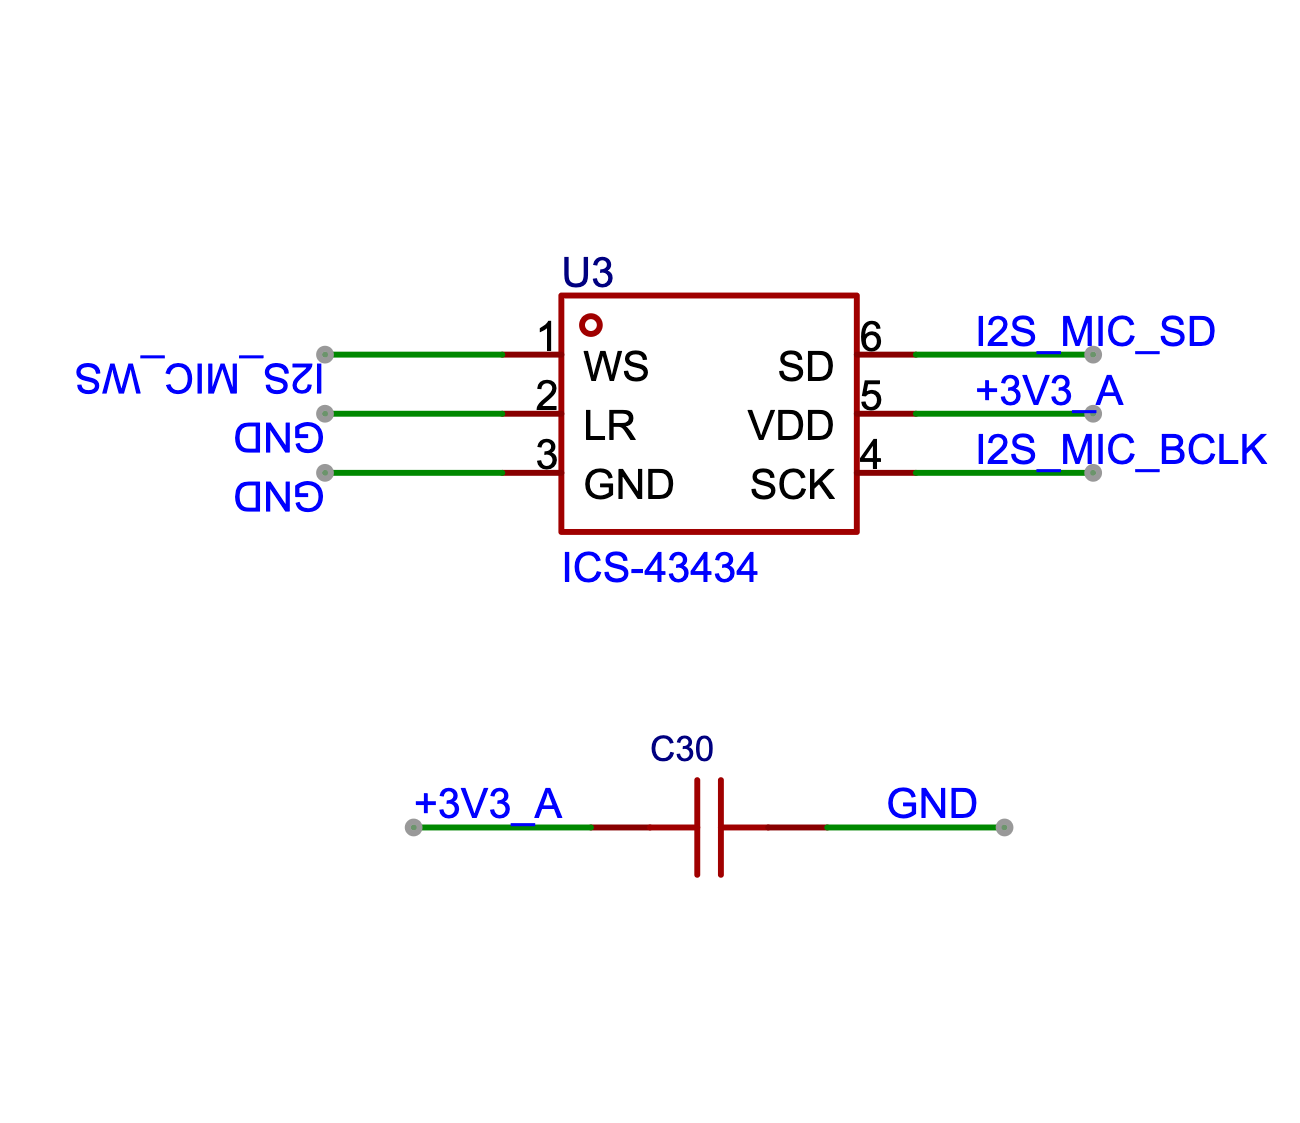 U3
1
6
I2S_MIC_SD
I2S_MIC_WS
WS
SD
2
5
+3V3_A
GND
LR
VDD
3
4
I2S_MIC_BCLK
GND
GND
SCK
ICS-43434
C30
+3V3_A
GND